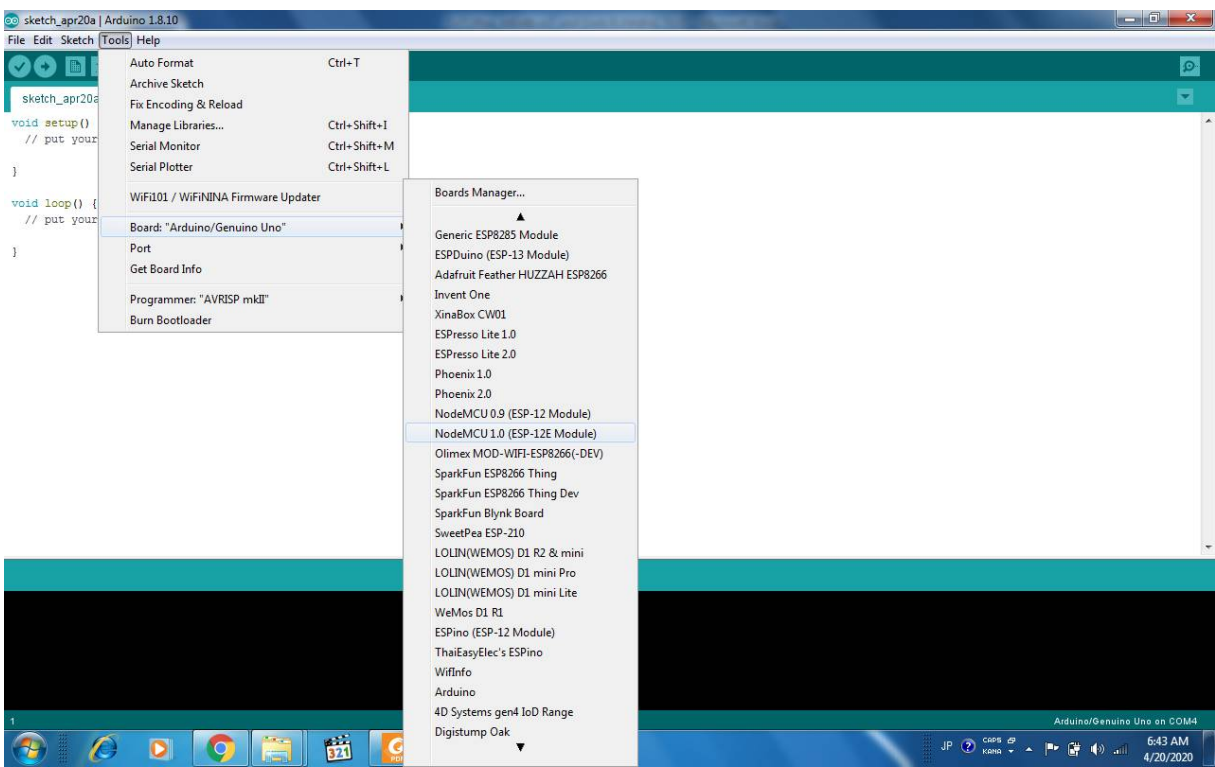 sketch_apr20a | Arduino 1.8.10
File Edit Sketch Tools Help
sketch_apr20a
void setup()
// put your
}
void loop() {
// put your
}
Auto Format Ctrl+T
Archive Sketch
Fix Encoding & Reload
Manage Libraries... Ctrl+Shift+I
Serial Monitor Ctrl+Shift+M
Serial Plotter Ctrl+Shift+L
WiFi101 / WiFiNINA Firmware Updater
Board: "Arduino/Genuino Uno"
Port
Get Board Info
Programmer: "AVRISP mkII"
Burn Bootloader
Boards Manager...
Generic ESP8285 Module
ESPDuino (ESP-13 Module)
Adafruit Feather HUZZAH ESP8266
Invent One
XinaBox CW01
ESPresso Lite 1.0
ESPresso Lite 2.0
Phoenix 1.0
Phoenix 2.0
NodeMCU 0.9 (ESP-12 Module)
NodeMCU 1.0 (ESP-12E Module)
Olimex MOD-WIFI-ESP8266(-DEV)
SparkFun ESP8266 Thing
SparkFun ESP8266 Thing Dev
SparkFun Blynk Board
SweetPea ESP-210
LOLIN(WEMOS) D1 R2 & mini
LOLIN(WEMOS) D1 mini Pro
LOLIN(WEMOS) D1 mini Lite
WeMos D1 R1
ESPino (ESP-12 Module)
ThaiEasyElec's ESPino
WifInfo
Arduino
4D Systems gen4 IoD Range
Digistump Oak
1 Arduino/Genuino Uno on COM4
321
PDF
JP CAPS
KANA
6:43 AM
4/20/2020